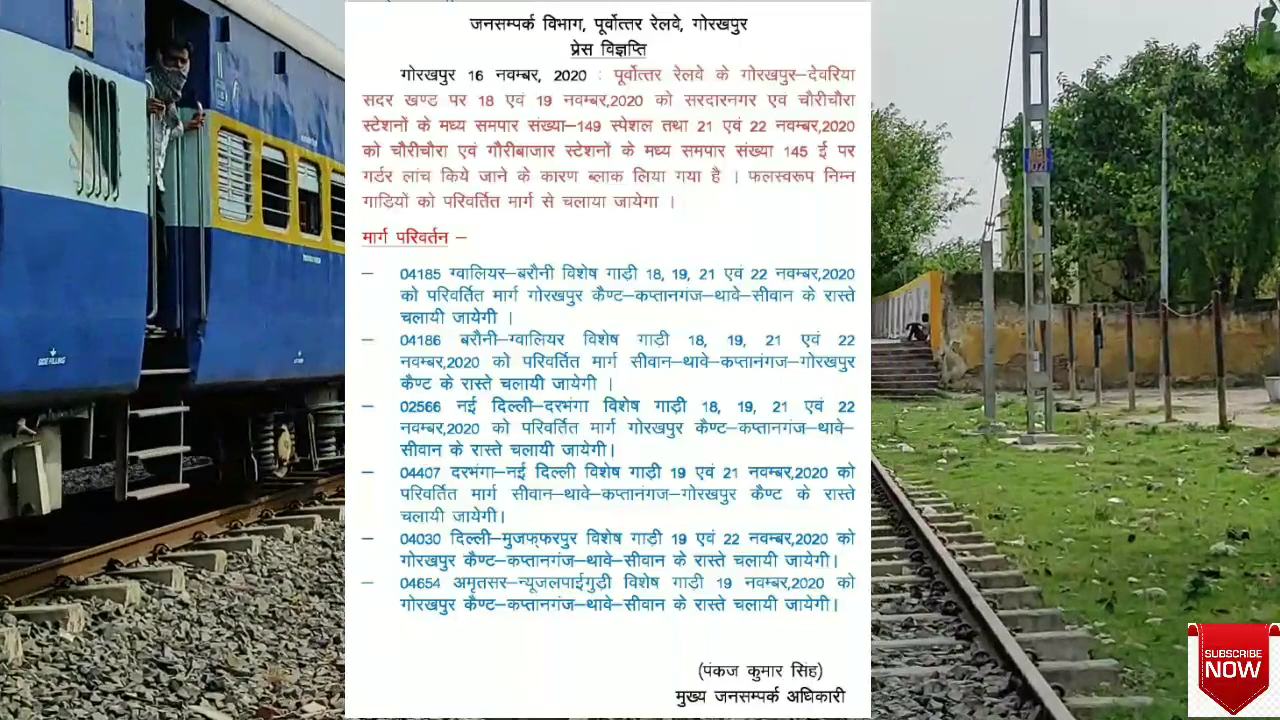 जनसम्पर्क विभाग, पूर्वोत्तर रेलवे, गोरखपुर
प्रेस विज्ञप्ति
गोरखपुर 16 नवम्बर, 2020 : पूर्वोत्तर रेलवे के गोरखपुर–देवरिया
सदर खण्ड पर 18 एवं 19 नवम्बर,2020 को सरदारनगर एवं चौरीचौरा
स्टेशनों के मध्य समपार संख्या–149 स्पेशल तथा 21 एवं 22 नवम्बर,2020
को चौरीचौरा एवं गौरीबाजार स्टेशनों के मध्य समपार संख्या 145 ई पर
गर्डर लांच किये जाने के कारण ब्लाक लिया गया है । फलस्वरूप निम्न
गाड़ियों को परिवर्तित मार्ग से चलाया जायेगा ।
मार्ग परिवर्तन –
– 04185 ग्वालियर–बरौनी विशेष गाड़ी 18, 19, 21 एवं 22 नवम्बर,2020
को परिवर्तित मार्ग गोरखपुर कैण्ट–कप्तानगंज–थावे–सीवान के रास्ते
चलायी जायेगी ।
– 04186 बरौनी–ग्वालियर विशेष गाड़ी 18, 19, 21 एवं 22
नवम्बर,2020 को परिवर्तित मार्ग सीवान–थावे–कप्तानंगज–गोरखपुर
कैण्ट के रास्ते चलायी जायेगी ।
– 02566 नई दिल्ली–दरभंगा विशेष गाड़ी 18, 19, 21 एवं 22
नवम्बर,2020 को परिवर्तित मार्ग गोरखपुर कैण्ट–कप्तानगंज–थावे–
सीवान के रास्ते चलायी जायेगी।
– 04407 दरभंगा–नई दिल्ली विशेष गाड़ी 19 एवं 21 नवम्बर,2020 को
परिवर्तित मार्ग सीवान–थावे–कप्तानगंज–गोरखपुर कैण्ट के रास्ते
चलायी जायेगी।
– 04030 दिल्ली–मुजफ्फरपुर विशेष गाड़ी 19 एवं 22 नवम्बर,2020 को
गोरखपुर कैण्ट–कप्तानगंज–थावे–सीवान के रास्ते चलायी जायेगी।
– 04654 अमृतसर–न्यूजलपाईगुड़ी विशेष गाड़ी 19 नवम्बर,2020 को
गोरखपुर कैण्ट–कप्तानगंज–थावे–सीवान के रास्ते चलायी जायेगी।
(पंकज कुमार सिंह)
मुख्य जनसम्पर्क अधिकारी
SIDE FILLING
SUBSCRIBE
NOW